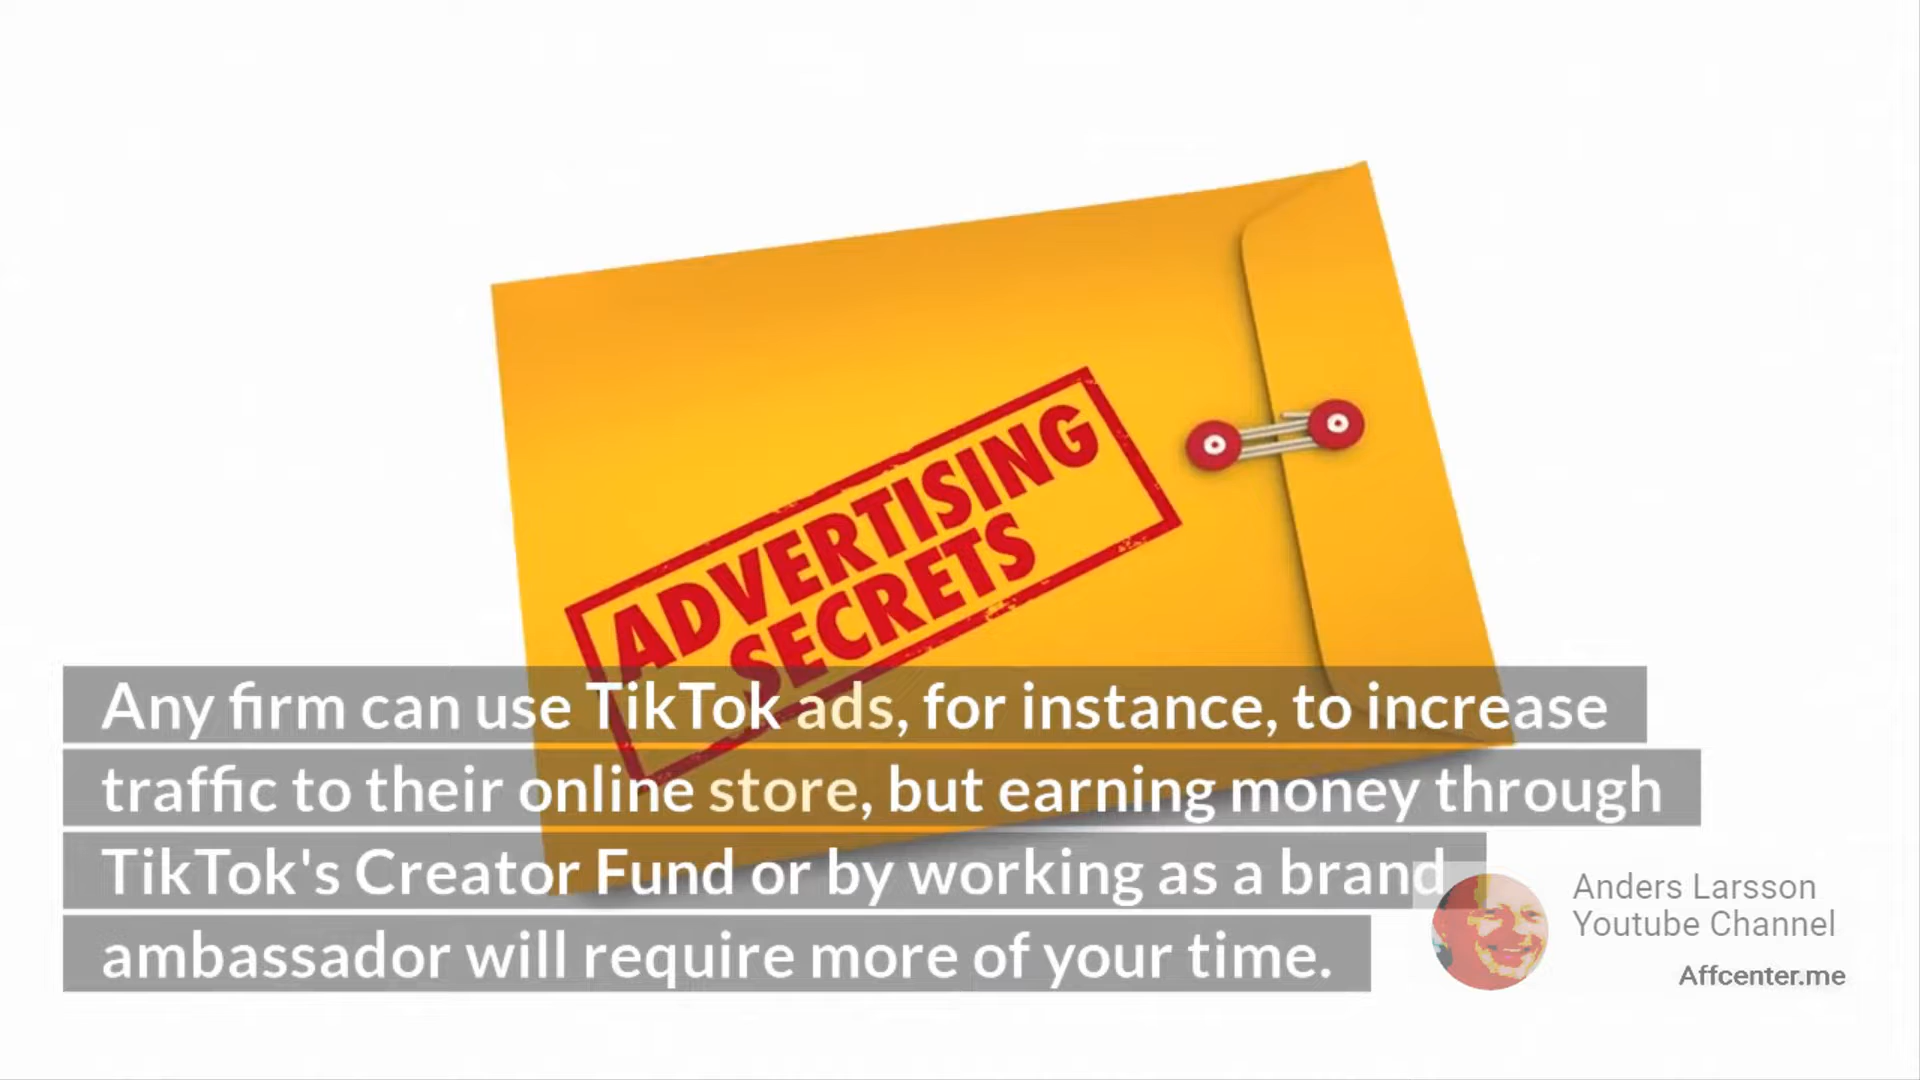 ADVERTISING
SECRETS
Any firm can use TikTok ads, for instance, to increase
traffic to their online store, but earning money through
TikTok's Creator Fund or by working as a brand
ambassador will require more of your time.
Anders Larsson
Youtube Channel
Affcenter.me